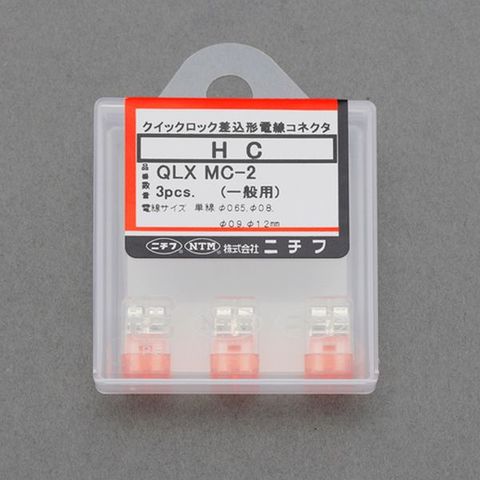 クイックロック差込形電線コネクタ
H C
品番 QLX MC-2
数量 3pcs. (一般用)
電線サイズ 単線 φ0.65. φ0.8.
φ0.9. φ1.2mm
ニチフ NTM 株式会社 ニチフ